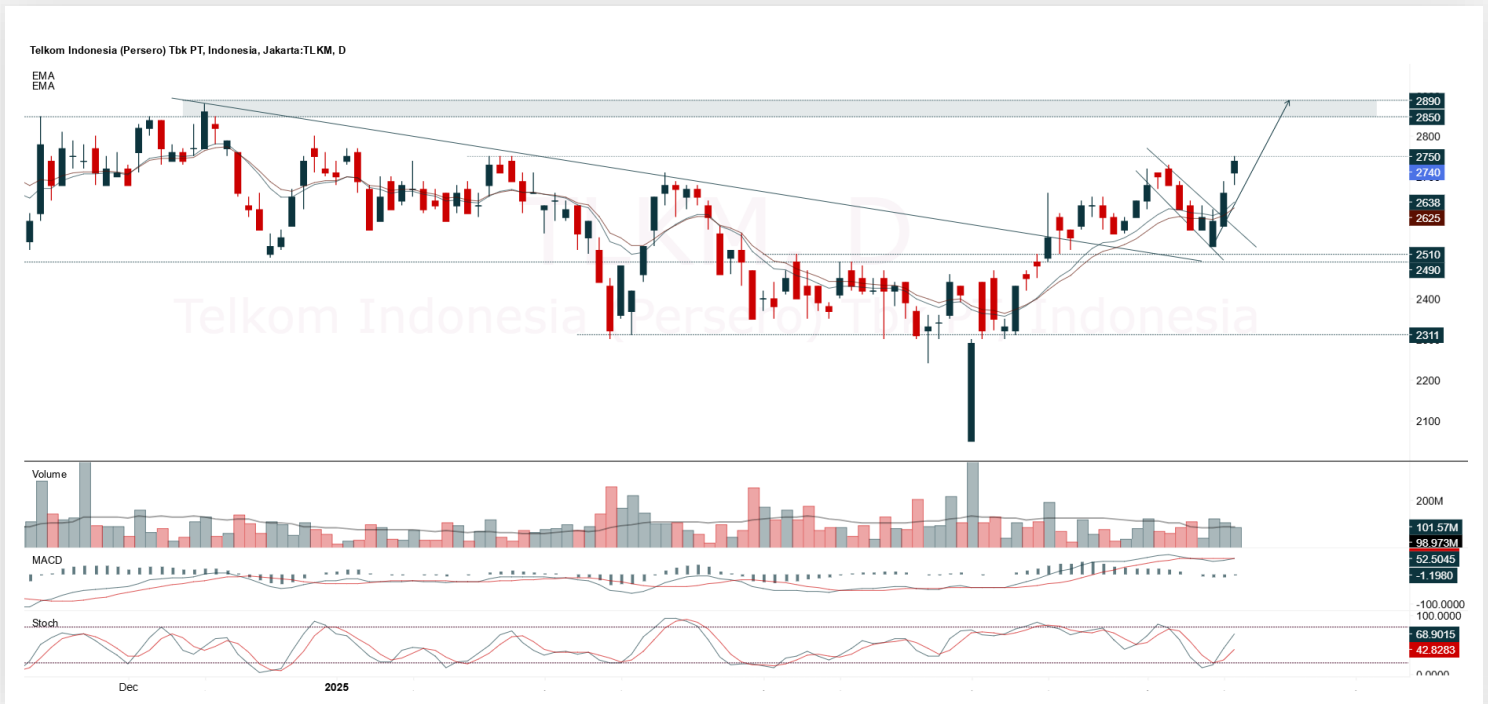 Telkom Indonesia (Persero) Tbk PT, Indonesia, Jakarta:TLKM, D
EMA
EMA
TLKM, D
Telkom Indonesia (Persero) Tbk PT, Indonesia
2890
2850
2800
2750
2740
2638
2625
2510
2490
2400
2311
2200
2100
Volume
200M
101.57M
98.973M
MACD
52.5045
-1.1980
-100.0000
Stoch
100.0000
68.9015
42.8283
0.0000
Dec
2025